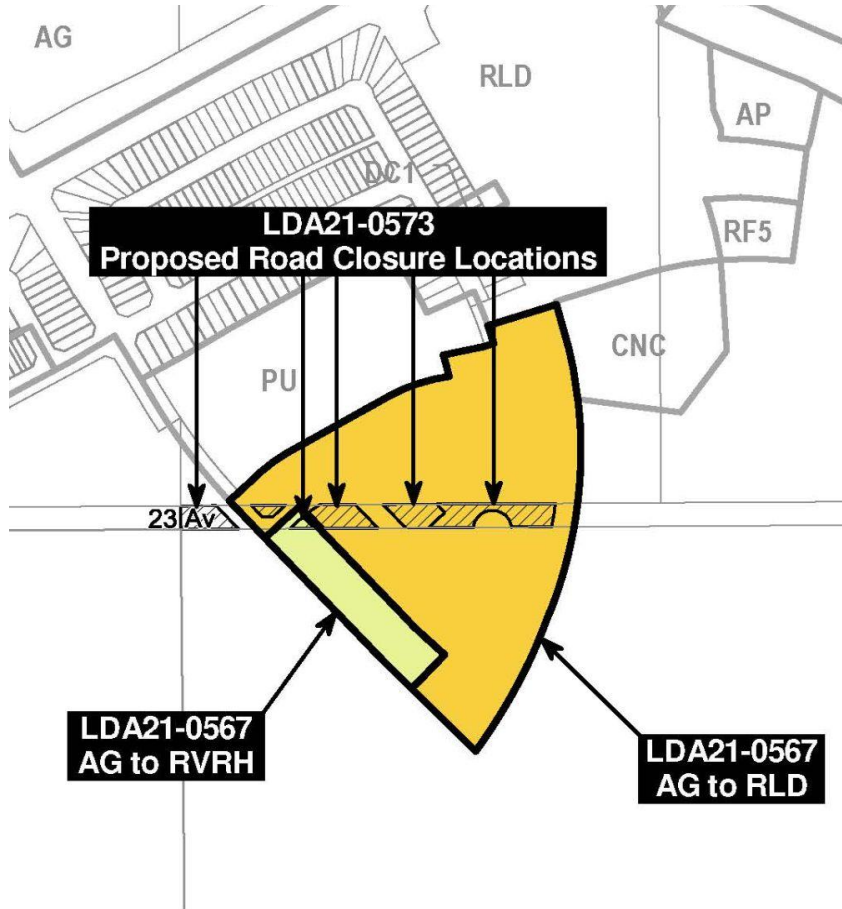 AG
RLD
AP
DC1
RF5
LDA21-0573
Proposed Road Closure Locations
CNC
PU
23 Av
LDA21-0567
AG to RVRH
LDA21-0567
AG to RLD